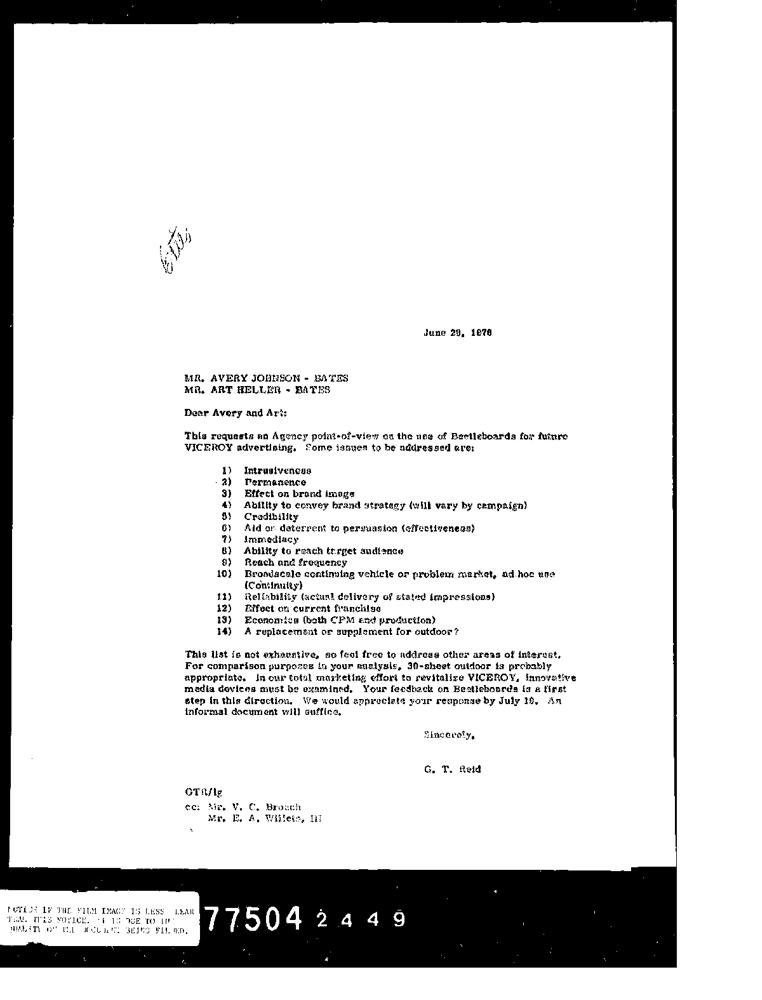 June 29, 1976
MR. AVERY JOHNSON - BATES
MR. ART HELLER - BATES
Dear Avery and Art:
This requests an Agency point-of-view on the use of Beetleboards for future
VICEROY advertising. Some issues to be addressed are:
1) Intrusiveness
2) Permanence
3) Effect on brand image
4) Ability to convey brand strategy (will vary by campaign)
5) Credibility
6) Aid or deterrent to persuasion (effectiveness)
7) Immediacy
8) Ability to reach target audience
9) Reach and frequency
10) Broadscale continuing vehicle or problem market, ad hoc use
(Continuity)
11) Reliability (actual delivery of stated impressions)
12) Effect on current franchise
13) Economics (both CPM and production)
14) A replacement or supplement for outdoor?
This list is not exhaustive, so feel free to address other areas of interest.
For comparison purposes in your analysis, 30-sheet outdoor is probably
appropriate. In our total marketing effort to revitalize VICEROY, innovative
media devices must be examined. Your feedback on Beetleboards is a first
step in this direction. We would appreciate your response by July 19. An
informal document will suffice.
Sincerely,
G. T. Reid
GTR/lg
cc: Mr. V. C. Broach
Mr. E. A. Willets, III
NOTICE IF THE FILM IMAGE IS LESS CLEAR
THAN THIS NOTICE, IT IS DUE TO THE
QUALITY OF THE DOCUMENT BEING FILMED.
77504 2449